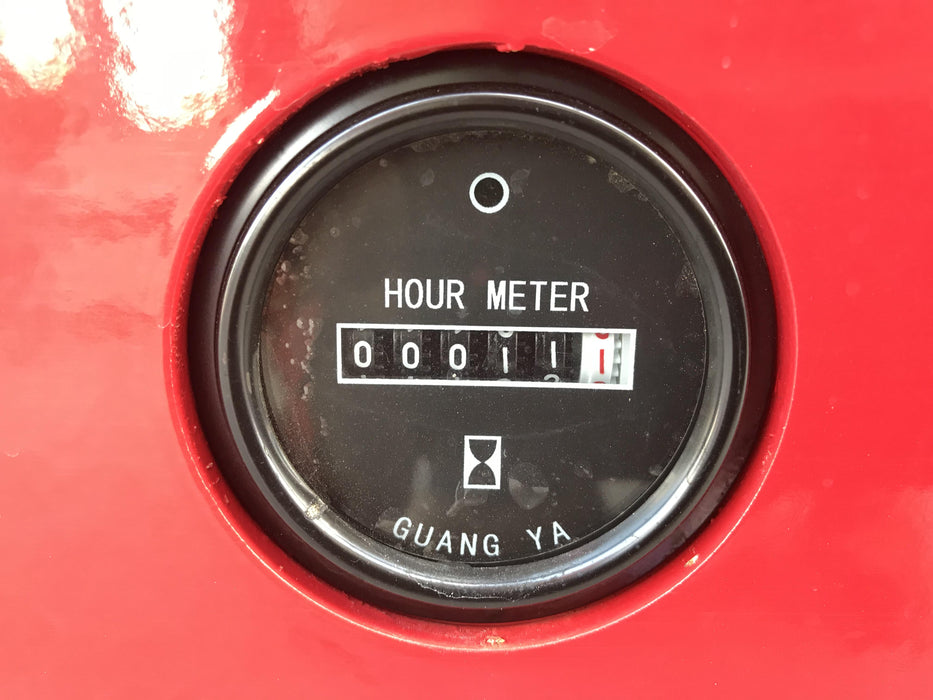 HOUR METER
000111
GUANG YA